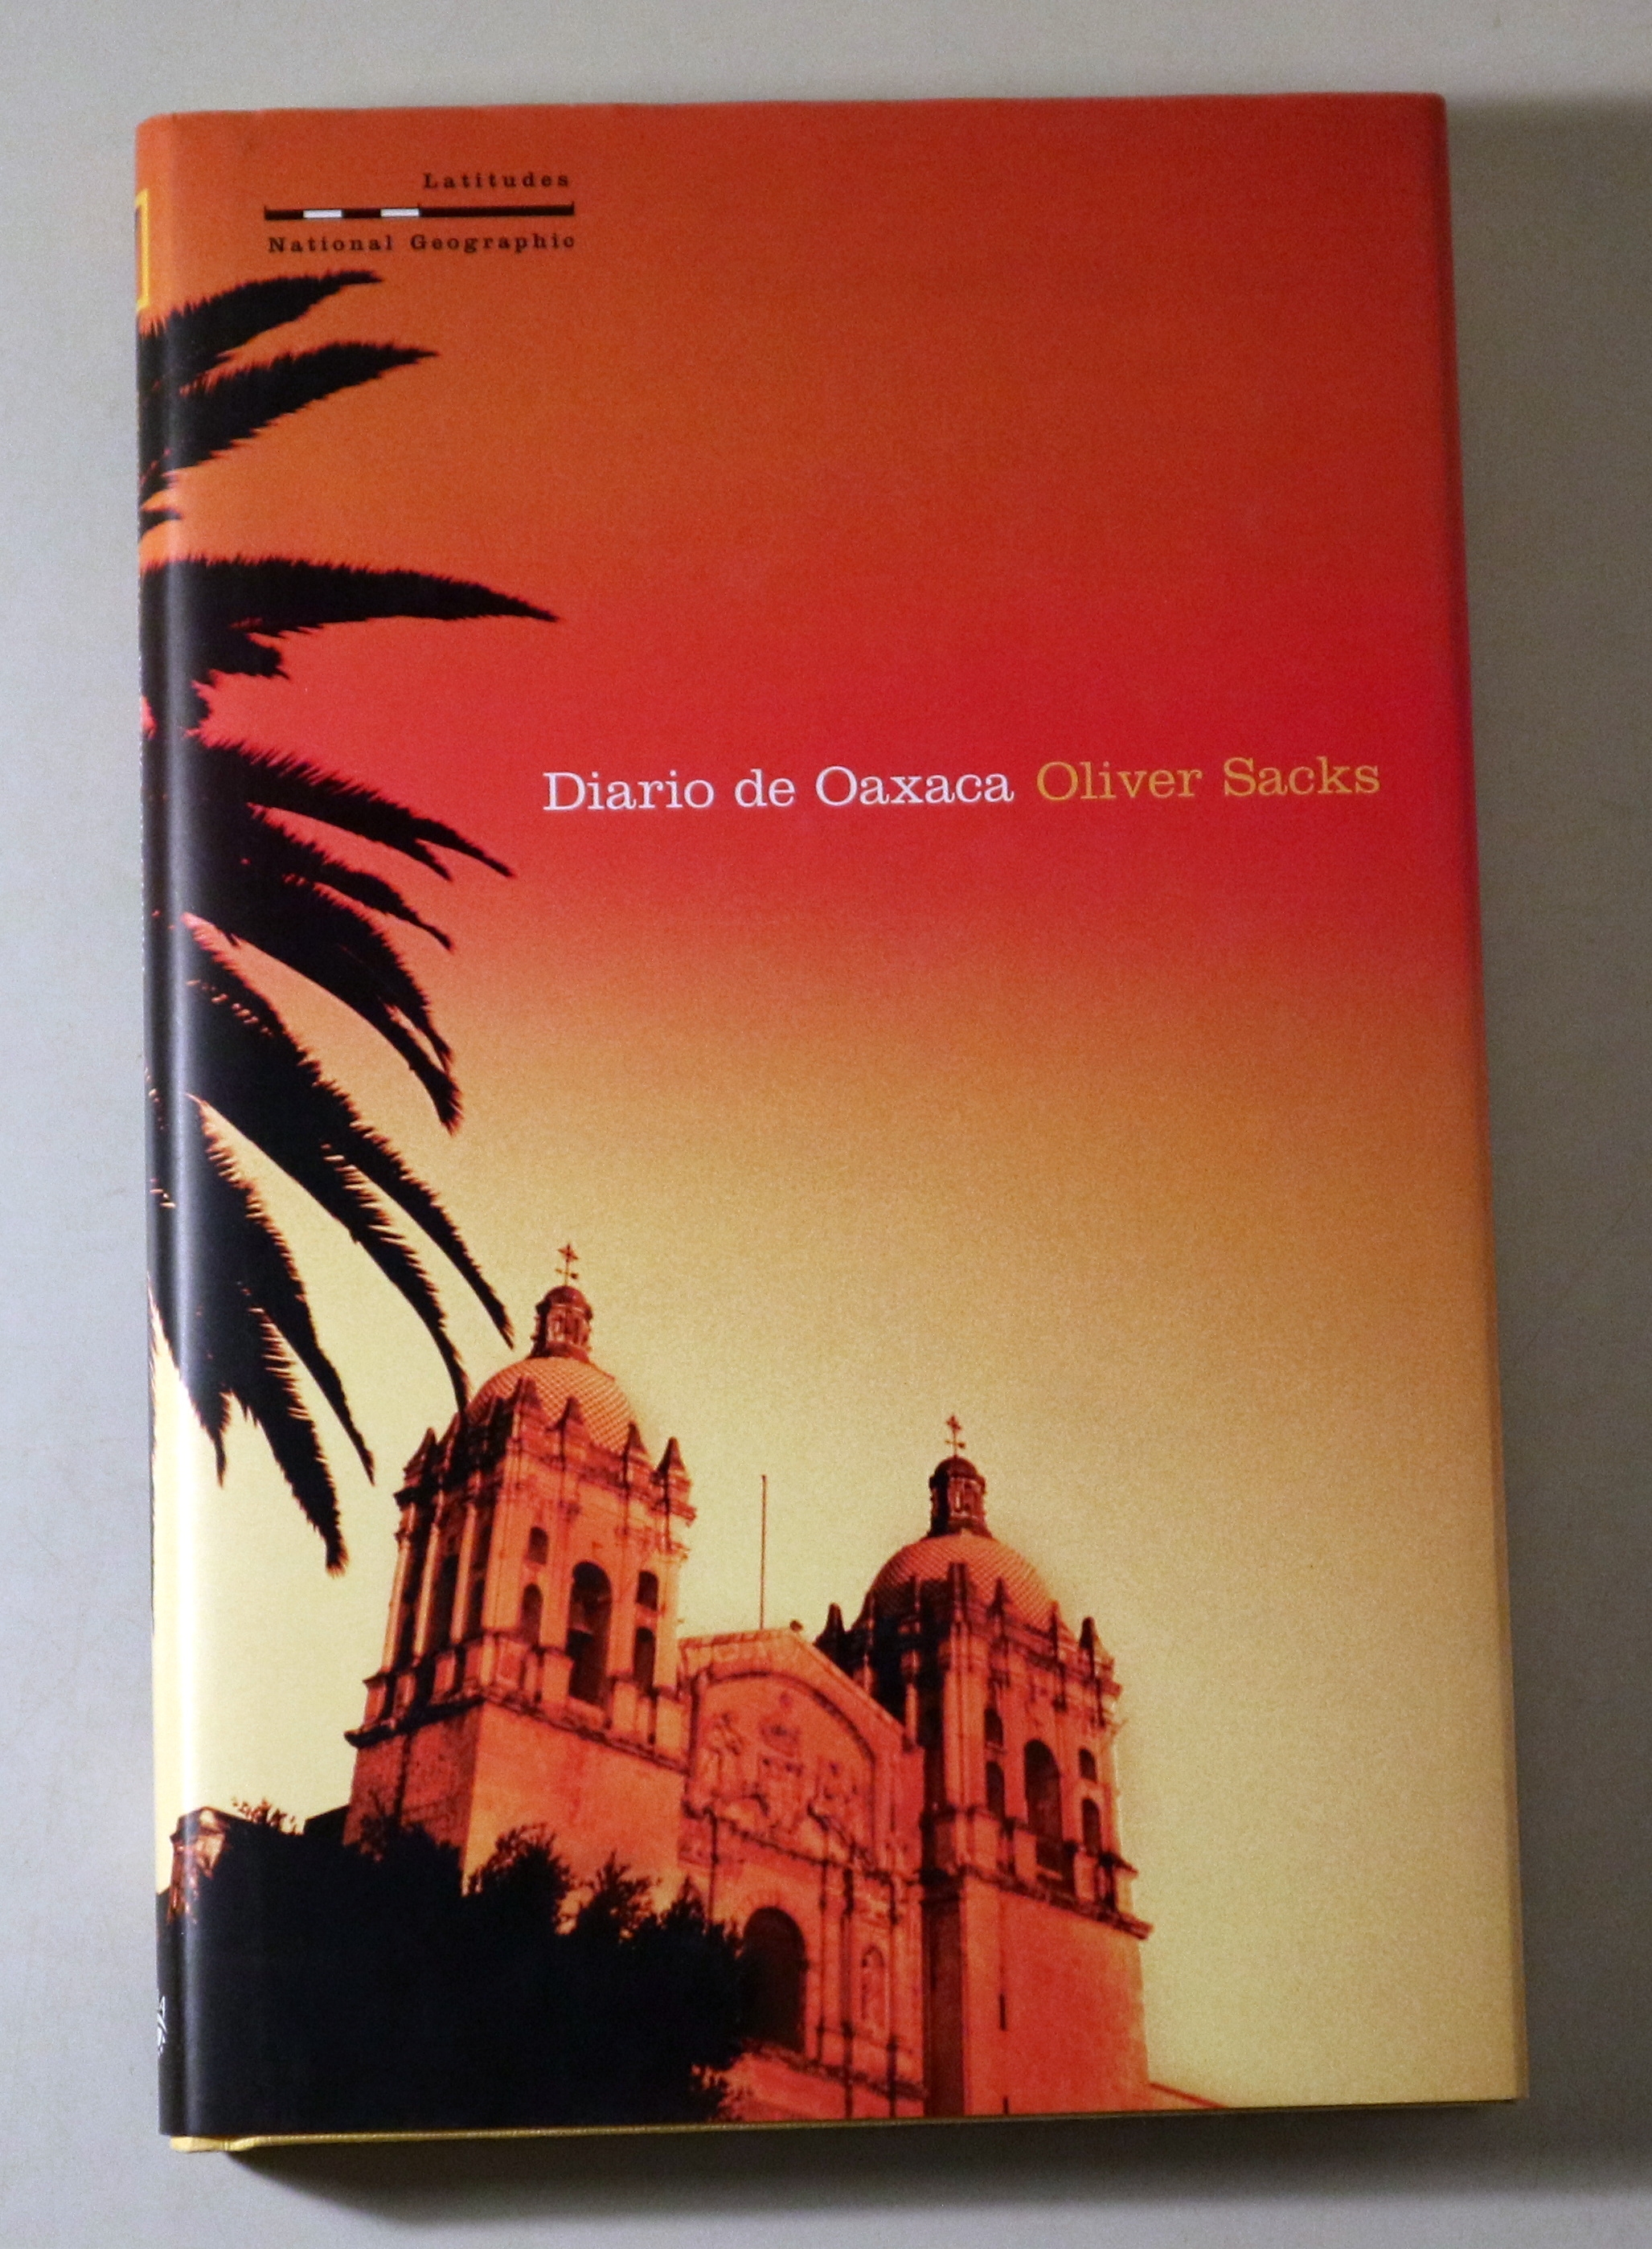 Latitudes
National Geographic
Diario de Oaxaca Oliver Sacks